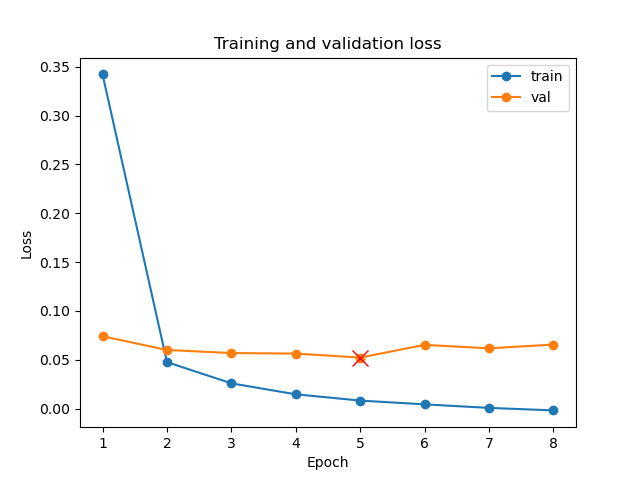 Training and validation loss
train
val
Loss
0.35
0.30
0.25
0.20
0.15
0.10
0.05
0.00
1 2 3 4 5 6 7 8
Epoch